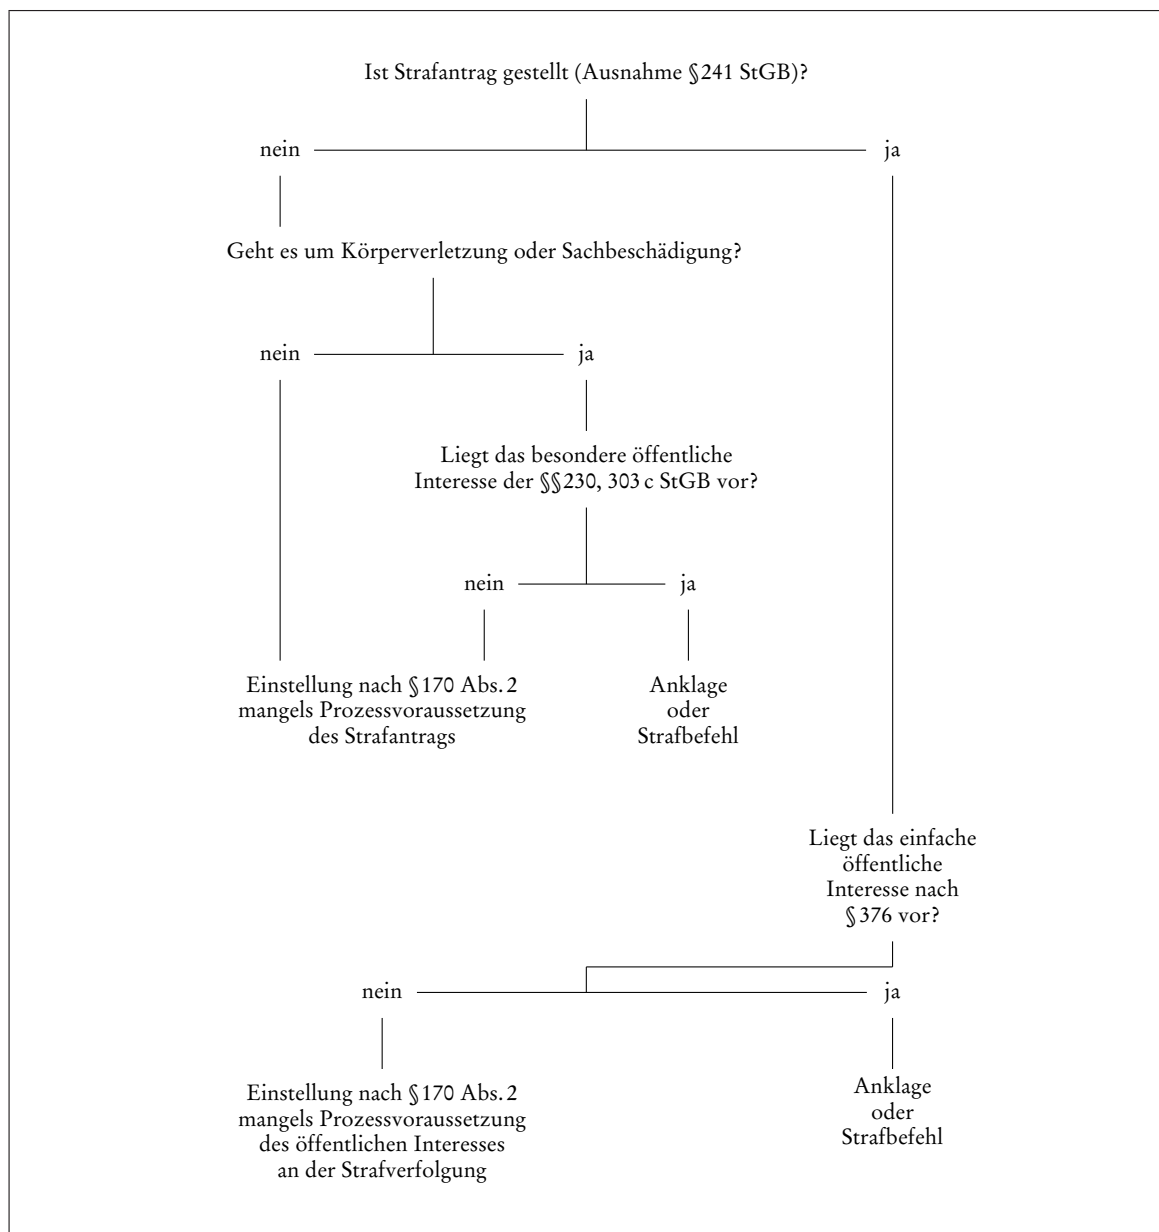 Ist Strafantrag gestellt (Ausnahme §241 StGB)?
nein
ja
Geht es um Körperverletzung oder Sachbeschädigung?
nein
ja
Liegt das besondere öffentliche
Interesse der §§230, 303 c StGB vor?
nein
ja
Einstellung nach §170 Abs. 2
mangels Prozessvoraussetzung
des Strafantrags
Anklage
oder
Strafbefehl
Liegt das einfache
öffentliche
Interesse nach
§376 vor?
nein
ja
Einstellung nach §170 Abs. 2
mangels Prozessvoraussetzung
des öffentlichen Interesses
an der Strafverfolgung
Anklage
oder
Strafbefehl